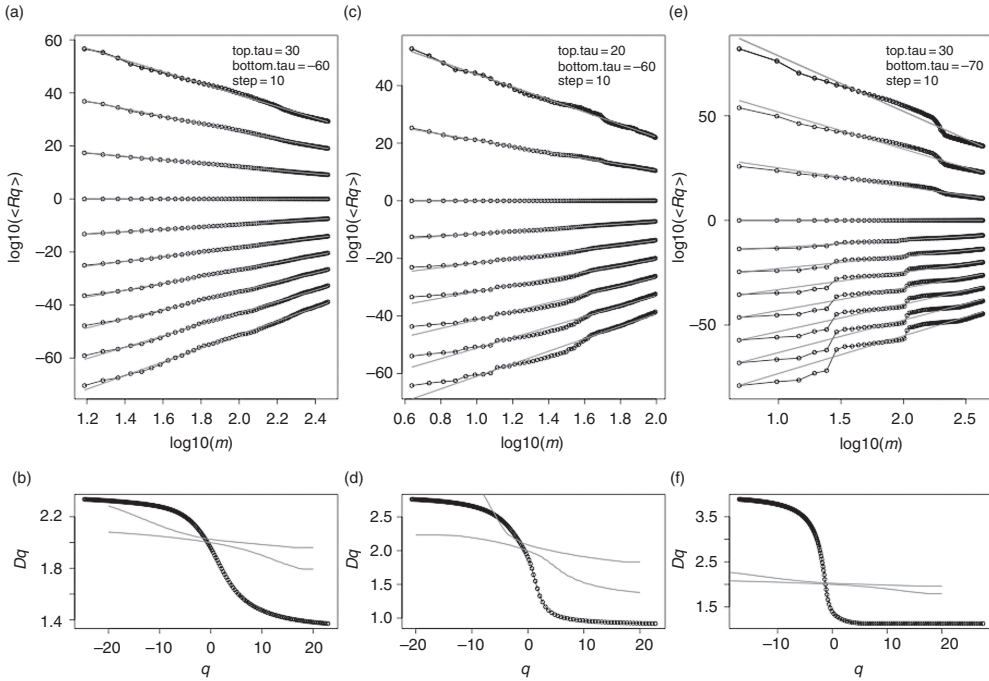 (a)
top.tau = 30
bottom.tau = −60
step = 10
60
40
20
0
−20
−40
−60
log10(<Rq>)
1.2
1.4
1.6
1.8
2.0
2.2
2.4
log10(m)
(c)
top.tau = 20
bottom.tau = −60
step = 10
40
20
0
−20
−40
−60
log10(<Rq>)
0.6
0.8
1.0
1.2
1.4
1.6
1.8
2.0
log10(m)
(e)
top.tau = 30
bottom.tau = −70
step = 10
50
0
−50
log10(<Rq>)
1.0
1.5
2.0
2.5
log10(m)
(b)
2.2
1.8
1.4
Dq
−20
−10
0
10
20
q
(d)
2.5
2.0
1.5
1.0
Dq
−20
−10
0
10
20
q
(f)
3.5
2.5
1.5
Dq
−10
0
10
20
q